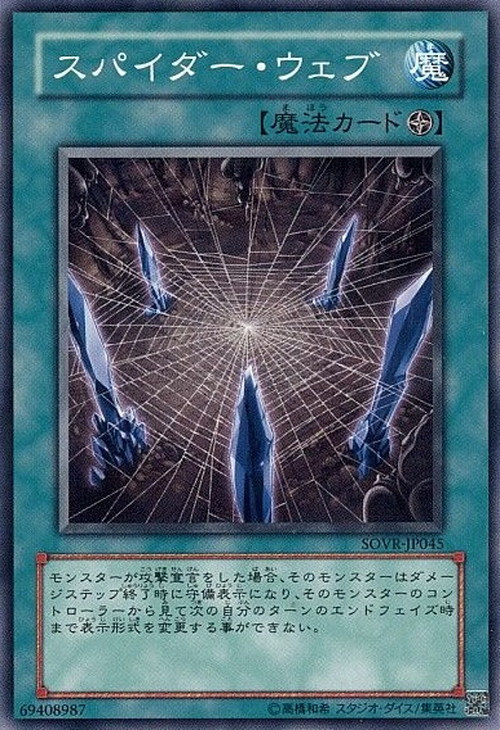 スパイダー・ウェブ
魔
【魔法カード】
SOVR-JP045
モンスターが攻撃宣言をした場合、そのモンスターはダメー
ジステップ終了時に守備表示になり、そのモンスターのコン
トローラーから見て次の自分のターンのエンドフェイズ時
まで表示形式を変更する事ができない。
69408987
©高橋和希 スタジオ・ダイス/集英社